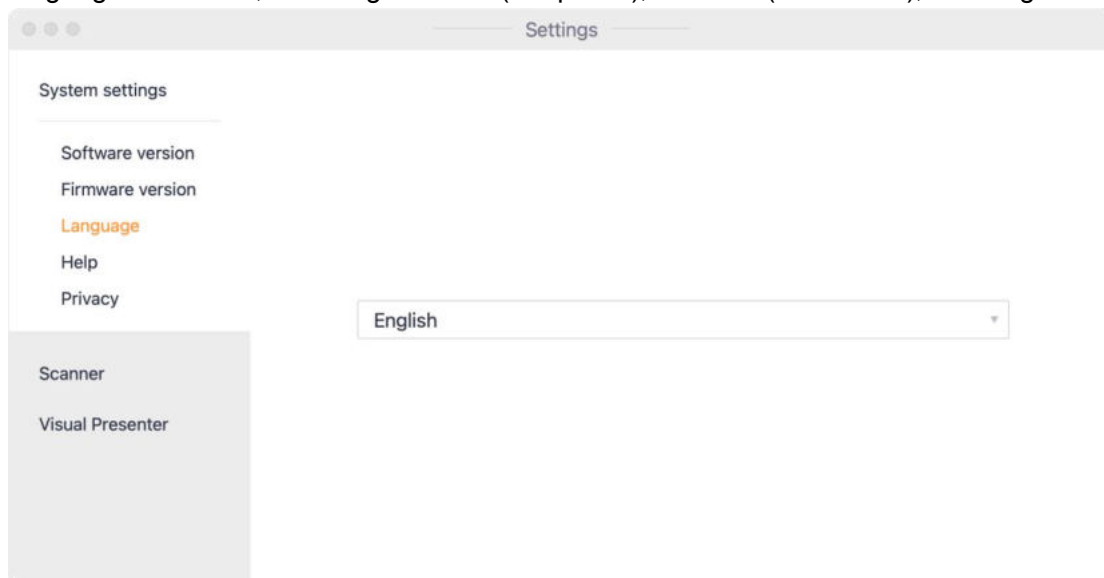 Settings
System settings
Software version
Firmware version
Language
Help
Privacy
English
Scanner
Visual Presenter